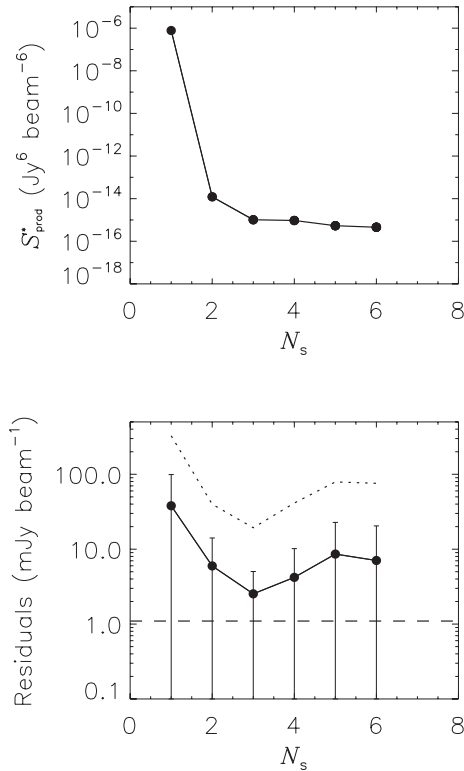 10⁻⁶
10⁻⁸
10⁻¹⁰
10⁻¹²
10⁻¹⁴
10⁻¹⁶
10⁻¹⁸
S*prod (Jy⁶ beam⁻⁶)
0 2 4 6 8
Nₛ
100.0
10.0
1.0
0.1
Residuals (mJy beam⁻¹)
0 2 4 6 8
Nₛ